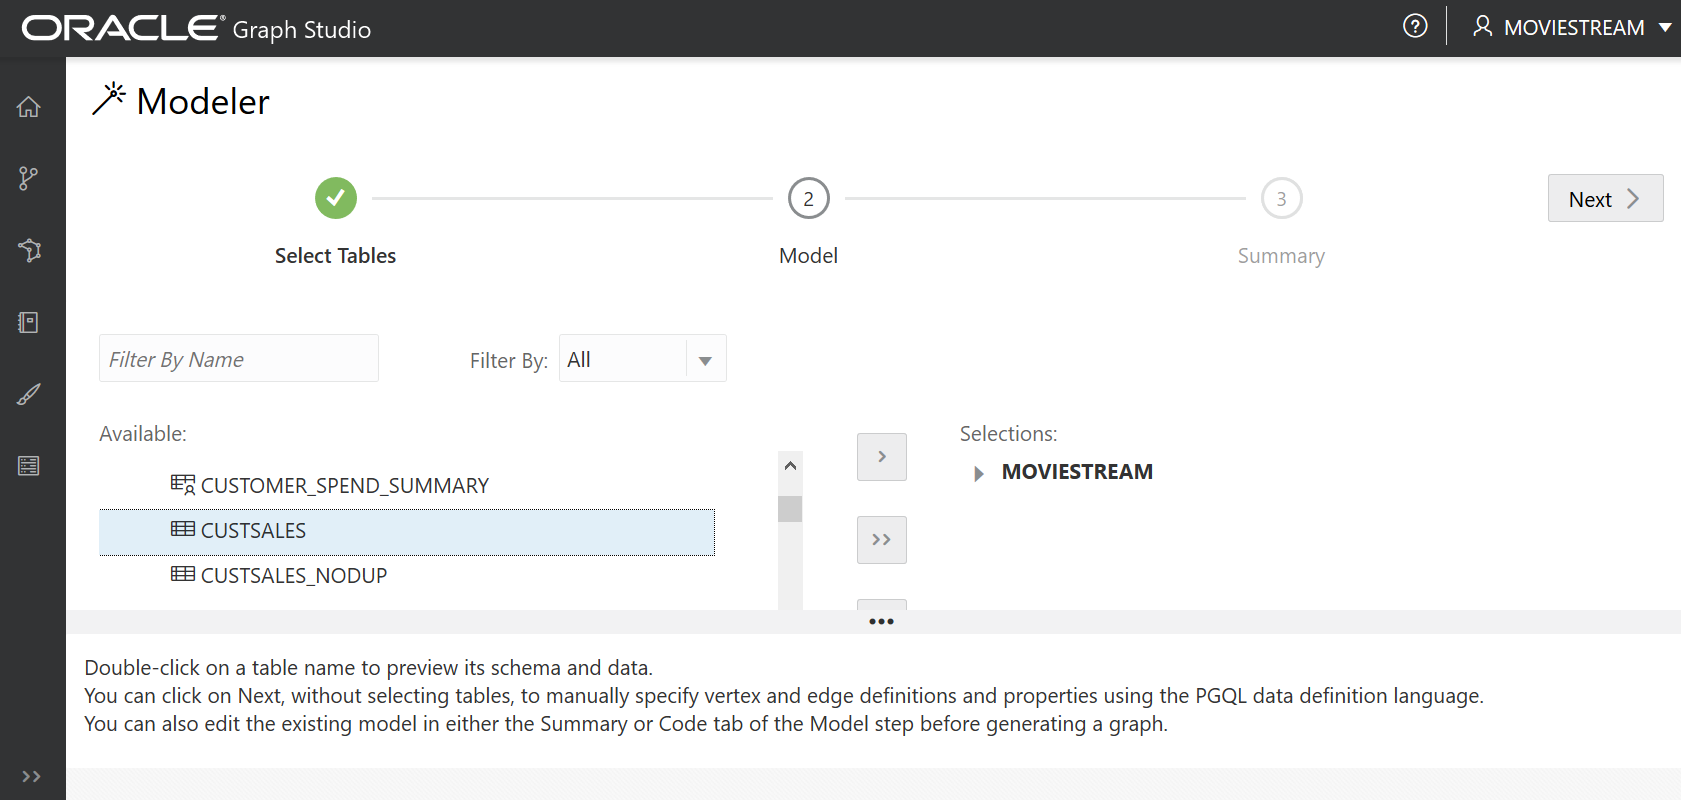 ORACLE® Graph Studio
MOVIESTREAM
Modeler
2
3
Next
Select Tables
Model
Summary
Filter By Name
Filter By:
All
Available:
Selections:
CUSTOMER_SPEND_SUMMARY
MOVIESTREAM
CUSTSALES
CUSTSALES_NODUP
Double-click on a table name to preview its schema and data.
You can click on Next, without selecting tables, to manually specify vertex and edge definitions and properties using the PGQL data definition language.
You can also edit the existing model in either the Summary or Code tab of the Model step before generating a graph.